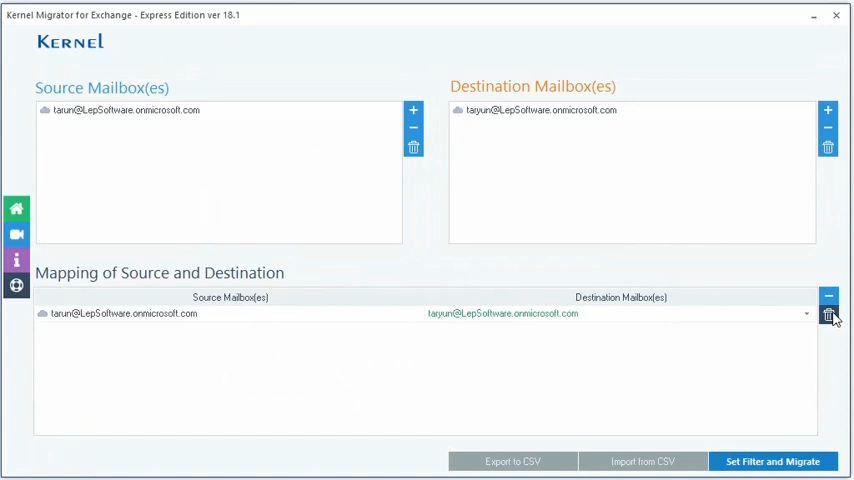 Kernel Migrator for Exchange - Express Edition ver 18.1
KERNEL
Source Mailbox(es)
Destination Mailbox(es)
tarun@LepSoftware.onmicrosoft.com
taryun@LepSoftware.onmicrosoft.com
Mapping of Source and Destination
Source Mailbox(es)
Destination Mailbox(es)
tarun@LepSoftware.onmicrosoft.com
taryun@LepSoftware.onmicrosoft.com
Export to CSV
Import from CSV
Set Filter and Migrate